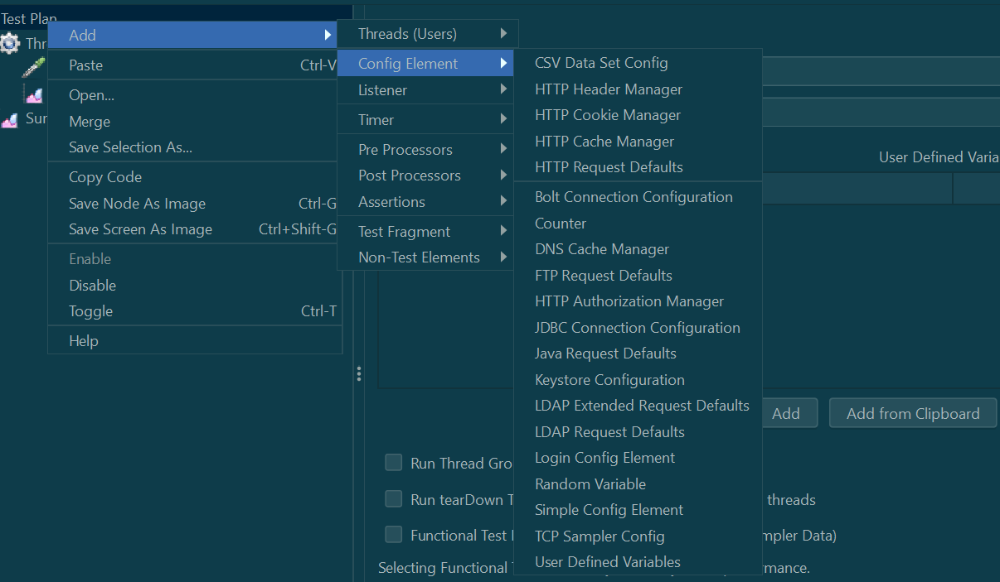 Test Plan
Thr
Sur
Add
Paste Ctrl-V
Open...
Merge
Save Selection As...
Copy Code
Save Node As Image Ctrl-G
Save Screen As Image Ctrl+Shift-G
Enable
Disable
Toggle Ctrl-T
Help
Threads (Users)
Config Element
Listener
Timer
Pre Processors
Post Processors
Assertions
Test Fragment
Non-Test Elements
CSV Data Set Config
HTTP Header Manager
HTTP Cookie Manager
HTTP Cache Manager
HTTP Request Defaults
Bolt Connection Configuration
Counter
DNS Cache Manager
FTP Request Defaults
HTTP Authorization Manager
JDBC Connection Configuration
Java Request Defaults
Keystore Configuration
LDAP Extended Request Defaults
LDAP Request Defaults
Login Config Element
Random Variable
Simple Config Element
TCP Sampler Config
User Defined Variables
User Defined Varia
Add Add from Clipboard
Run Thread Gro
Run tearDown T threads
Functional Test mpler Data)
Selecting Functional mance.